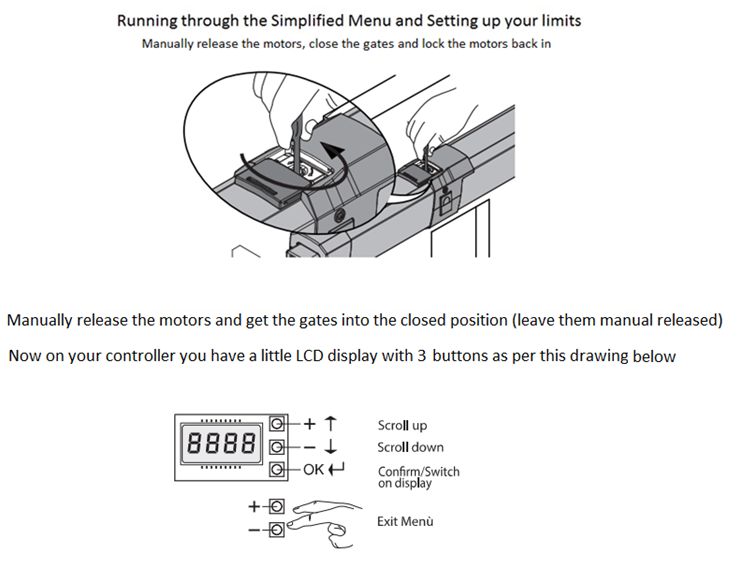 Running through the Simplified Menu and Setting up your limits
Manually release the motors, close the gates and lock the motors back in
Manually release the motors and get the gates into the closed position (leave them manual released)
Now on your controller you have a little LCD display with 3 buttons as per this drawing below
8888
+ ↑ Scroll up
− ↓ Scroll down
OK ↵ Confirm/Switch
on display
+
− Exit Menù